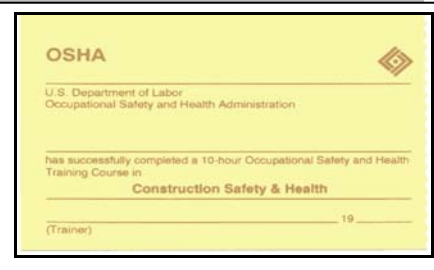 OSHA
U.S. Department of Labor
Occupational Safety and Health Administration
has successfully completed a 10-hour Occupational Safety and Health
Training Course in
Construction Safety & Health
19
(Trainer)